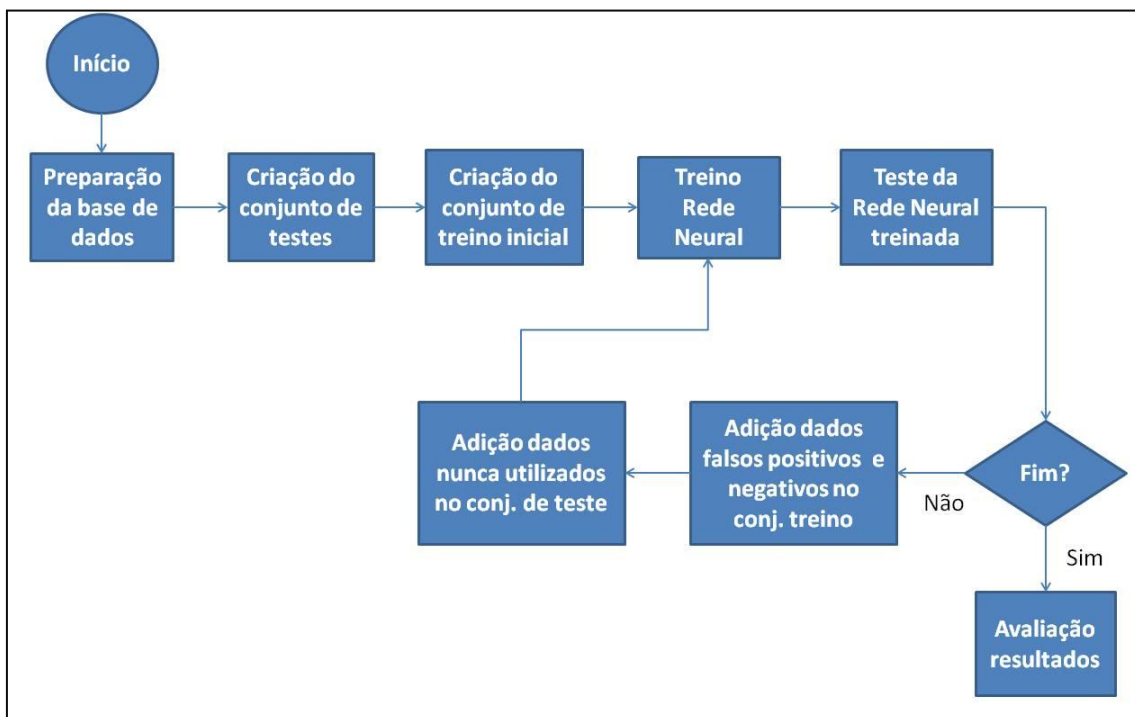 Início
Preparação
da base de
dados
Criação do
conjunto de
testes
Criação do
conjunto de
treino inicial
Treino
Rede
Neural
Teste da
Rede Neural
treinada
Adição dados
nunca utilizados
no conj. de teste
Adição dados
falsos positivos e
negativos no
conj. treino
Fim?
Não
Sim
Avaliação
resultados